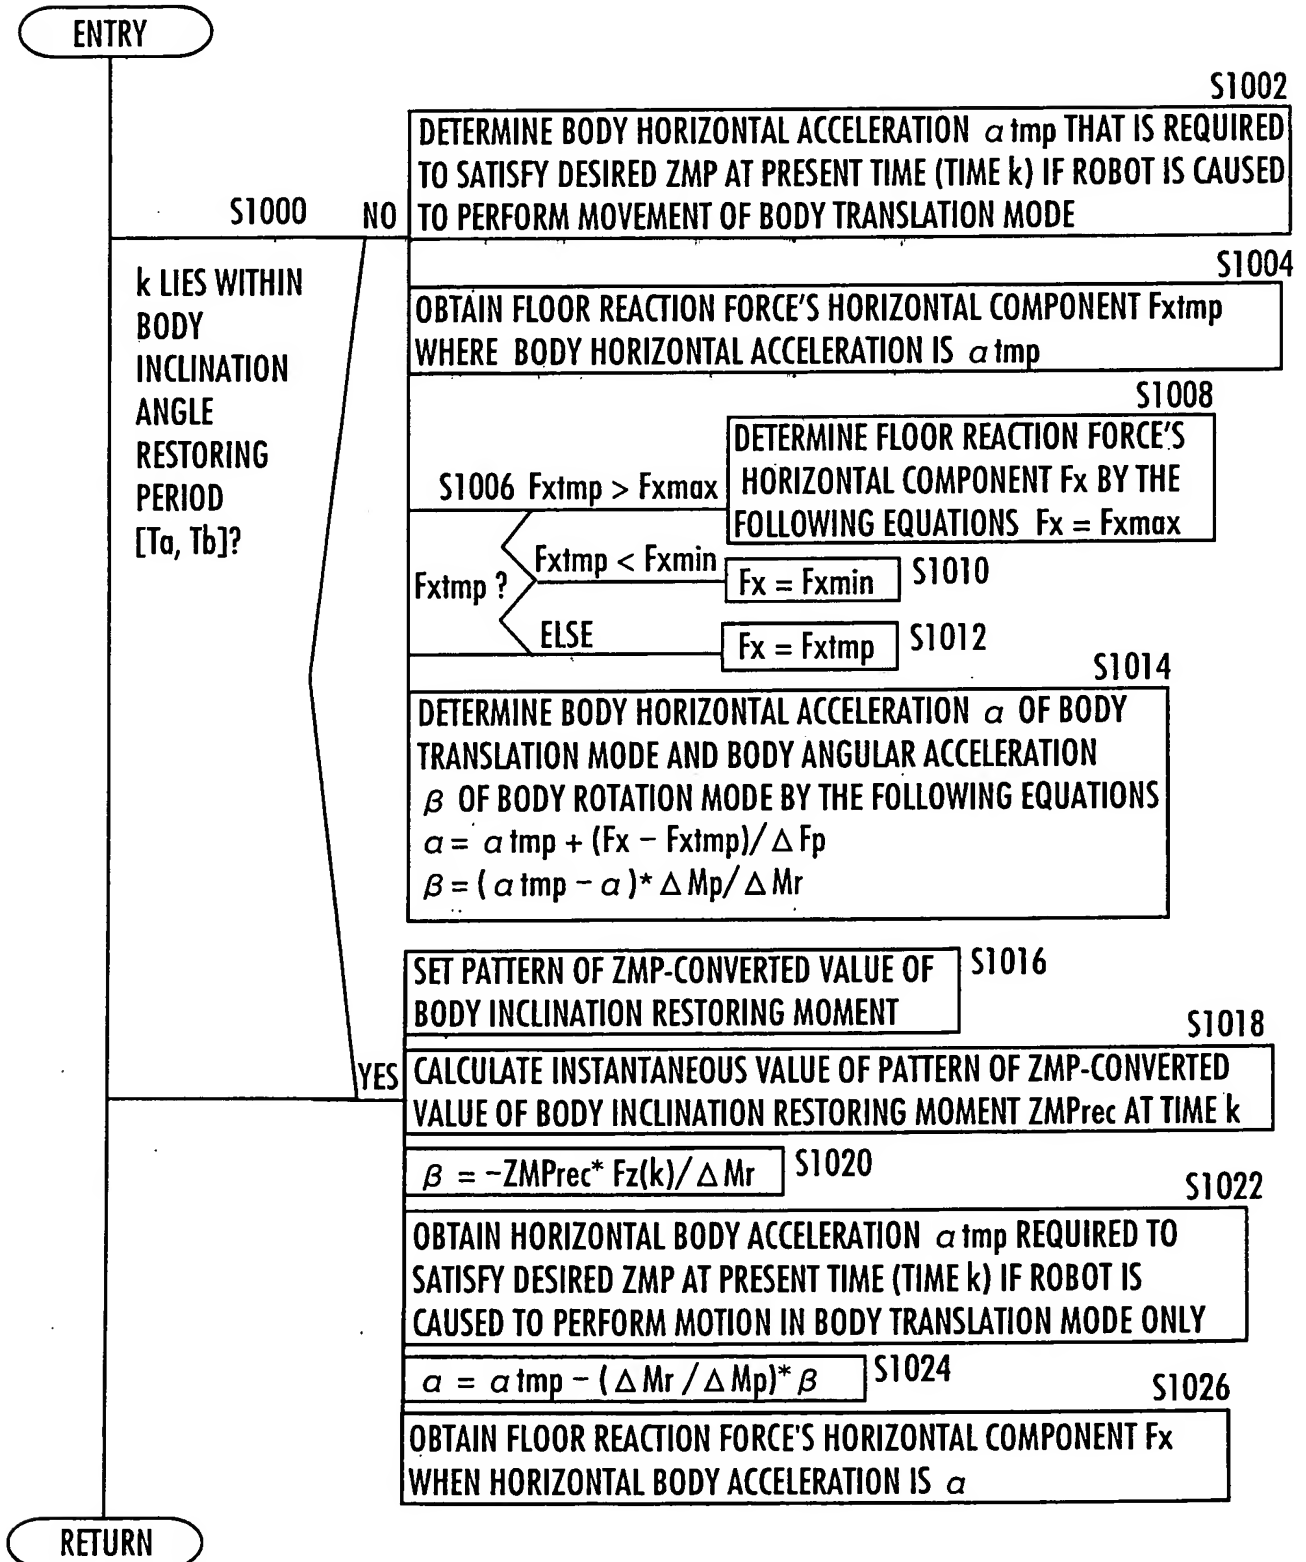 ENTRY
S1002
DETERMINE BODY HORIZONTAL ACCELERATION α tmp THAT IS REQUIRED
TO SATISFY DESIRED ZMP AT PRESENT TIME (TIME k) IF ROBOT IS CAUSED
TO PERFORM MOVEMENT OF BODY TRANSLATION MODE
S1000 NO
k LIES WITHIN
BODY
INCLINATION
ANGLE
RESTORING
PERIOD
[Ta, Tb]?
S1004
OBTAIN FLOOR REACTION FORCE'S HORIZONTAL COMPONENT Fxtmp
WHERE BODY HORIZONTAL ACCELERATION IS α tmp
S1008
DETERMINE FLOOR REACTION FORCE'S
HORIZONTAL COMPONENT Fx BY THE
FOLLOWING EQUATIONS Fx = Fxmax
S1006 Fxtmp > Fxmax
Fxtmp ?
Fxtmp < Fxmin
Fx = Fxmin S1010
ELSE
Fx = Fxtmp S1012
S1014
DETERMINE BODY HORIZONTAL ACCELERATION α OF BODY
TRANSLATION MODE AND BODY ANGULAR ACCELERATION
β OF BODY ROTATION MODE BY THE FOLLOWING EQUATIONS
α = α tmp + (Fx − Fxtmp)/ΔFp
β = (α tmp − α)* ΔMp/ΔMr
SET PATTERN OF ZMP-CONVERTED VALUE OF S1016
BODY INCLINATION RESTORING MOMENT
S1018
YES
CALCULATE INSTANTANEOUS VALUE OF PATTERN OF ZMP-CONVERTED
VALUE OF BODY INCLINATION RESTORING MOMENT ZMPrec AT TIME k
β = −ZMPrec* Fz(k)/ΔMr S1020
S1022
OBTAIN HORIZONTAL BODY ACCELERATION α tmp REQUIRED TO
SATISFY DESIRED ZMP AT PRESENT TIME (TIME k) IF ROBOT IS
CAUSED TO PERFORM MOTION IN BODY TRANSLATION MODE ONLY
α = α tmp − (ΔMr /ΔMp)* β S1024
S1026
OBTAIN FLOOR REACTION FORCE'S HORIZONTAL COMPONENT Fx
WHEN HORIZONTAL BODY ACCELERATION IS α
RETURN